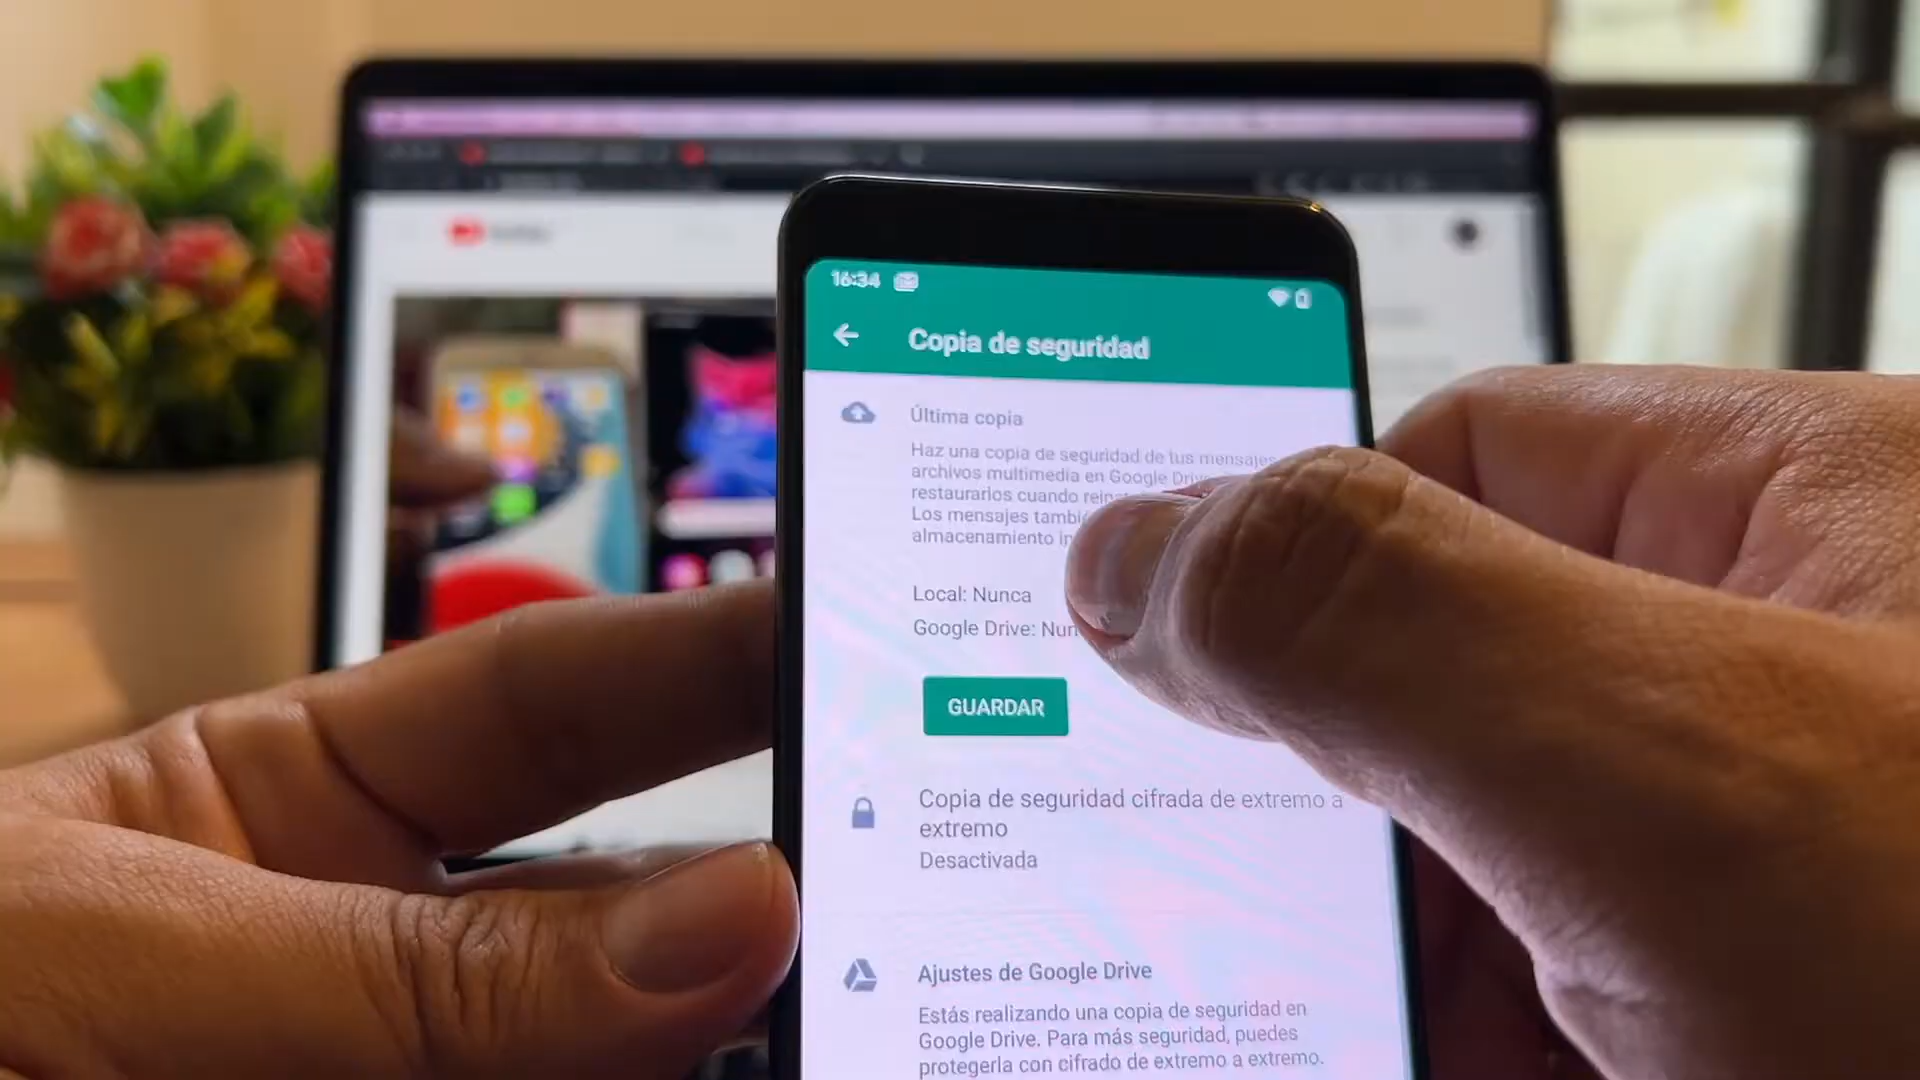 16:34
Copia de seguridad
Última copia
Haz una copia de seguridad de tus mensajes
archivos multimedia en Google Drive
restaurarlos cuando
Los mensajes
almacenamiento
Local: Nunca
Google Drive:
GUARDAR
Copia de seguridad cifrada de extremo a
extremo
Desactivada
Ajustes de Google Drive
Estás realizando una copia de seguridad en
Google Drive. Para más seguridad, puedes
protegerla con cifrado de extremo a extremo.